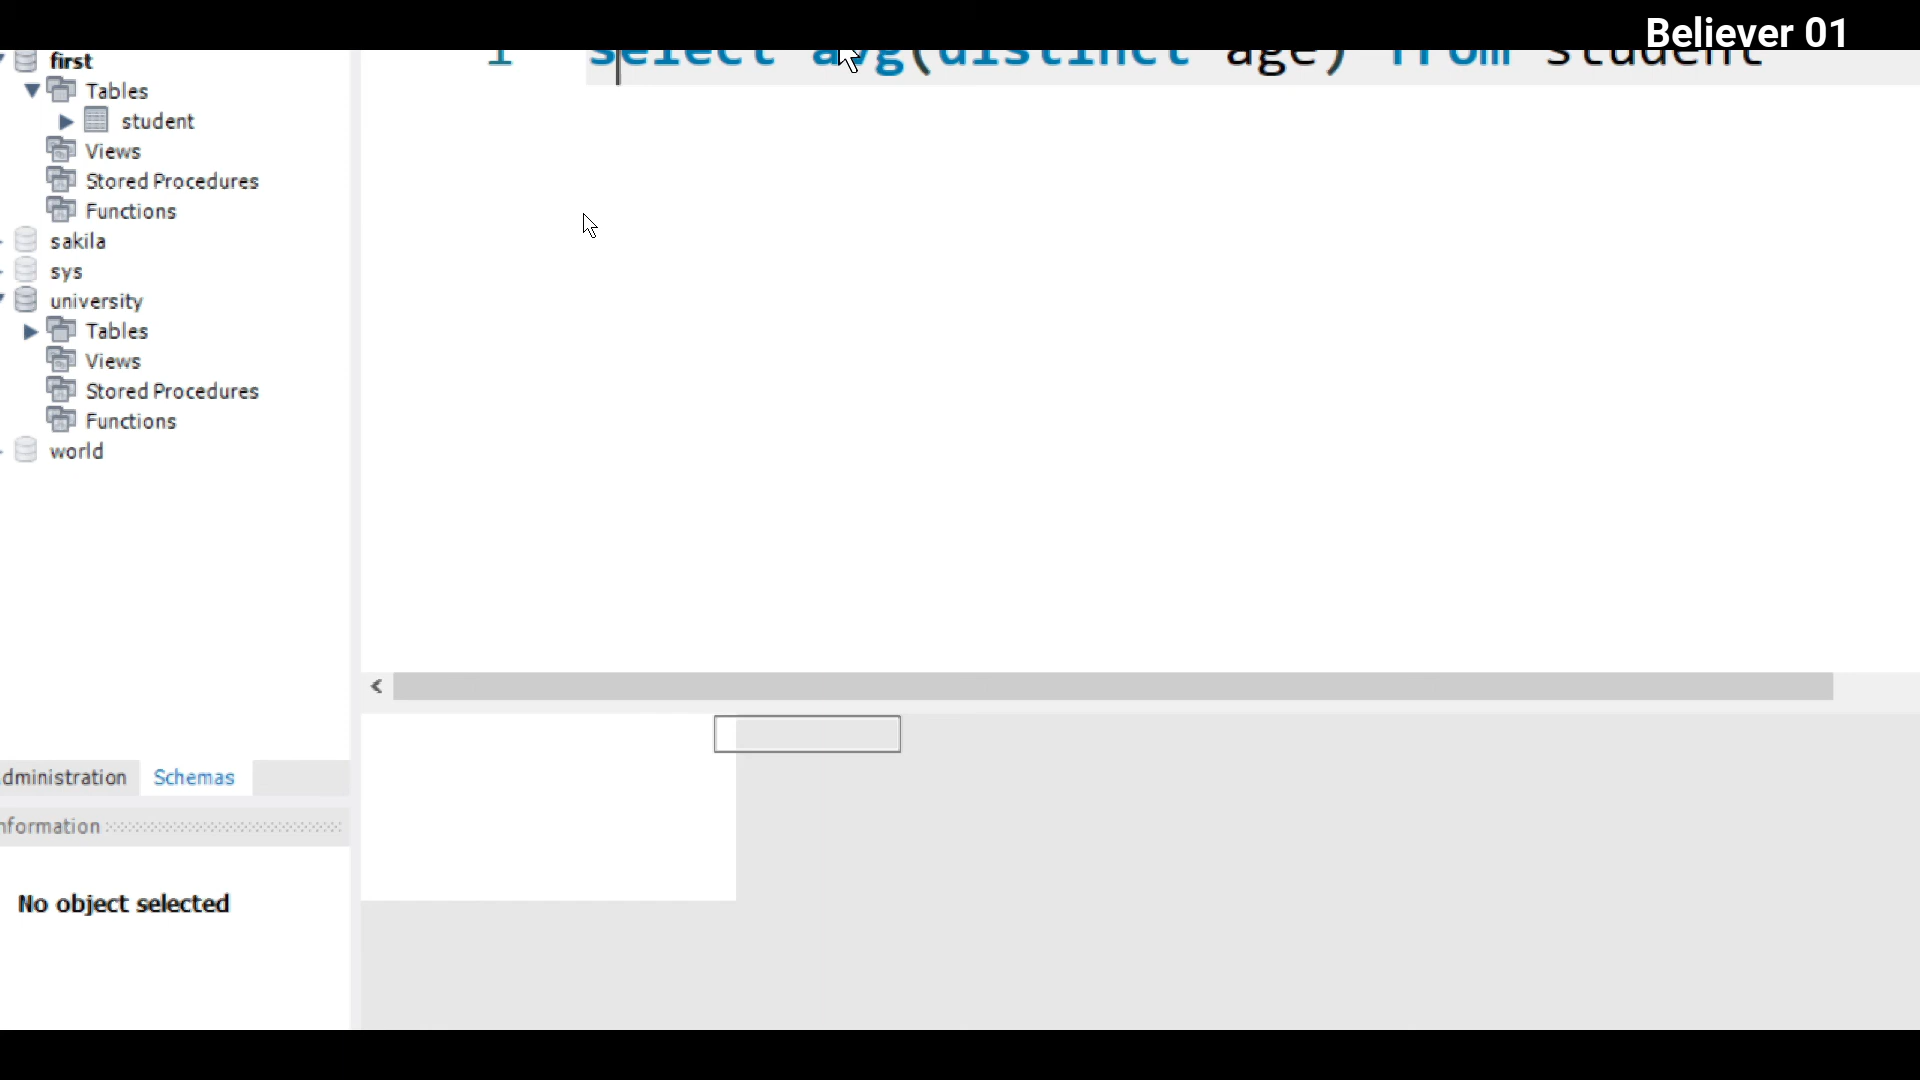 Believer 01
first
Tables
student
Views
Stored Procedures
Functions
sakila
sys
university
Tables
Views
Stored Procedures
Functions
world
1 select avg(distinct age) from student
dministration Schemas
nformation
No object selected